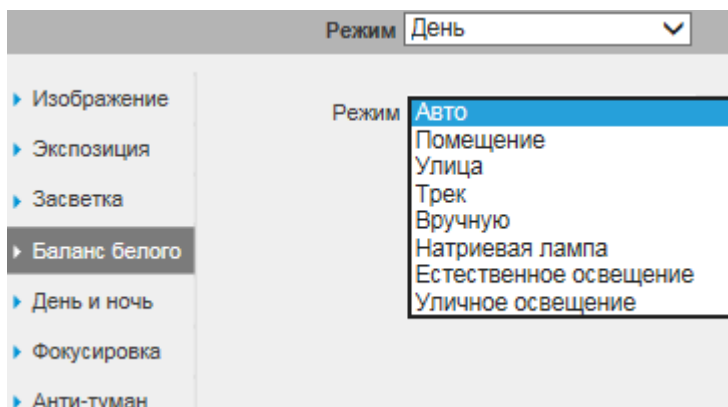 Режим День
Изображение
Экспозиция
Засветка
Баланс белого
День и ночь
Фокусировка
Анти-туман
Режим Авто
Помещение
Улица
Трек
Вручную
Натриевая лампа
Естественное освещение
Уличное освещение